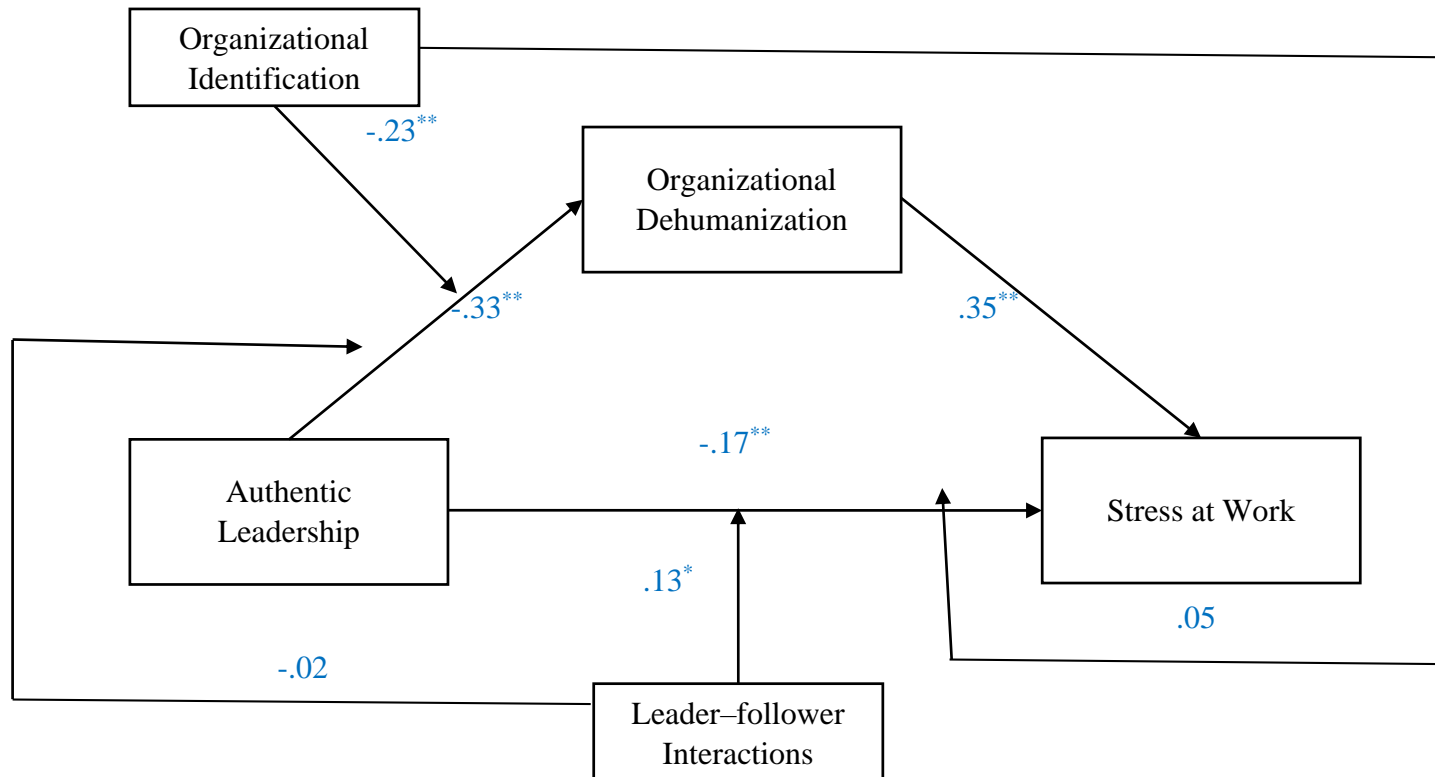 Organizational
Identification
-.23**
Organizational
Dehumanization
-.33**
.35**
-.17**
Authentic
Leadership
Stress at Work
.13*
.05
-.02
Leader–follower
Interactions